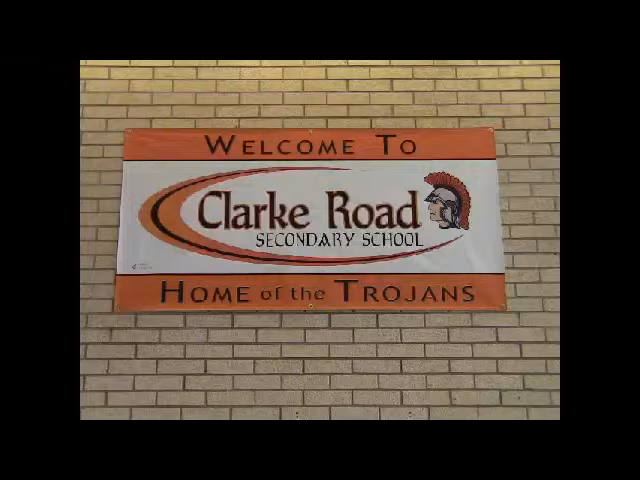 Welcome To
Clarke Road
SECONDARY SCHOOL
Home of the Trojans